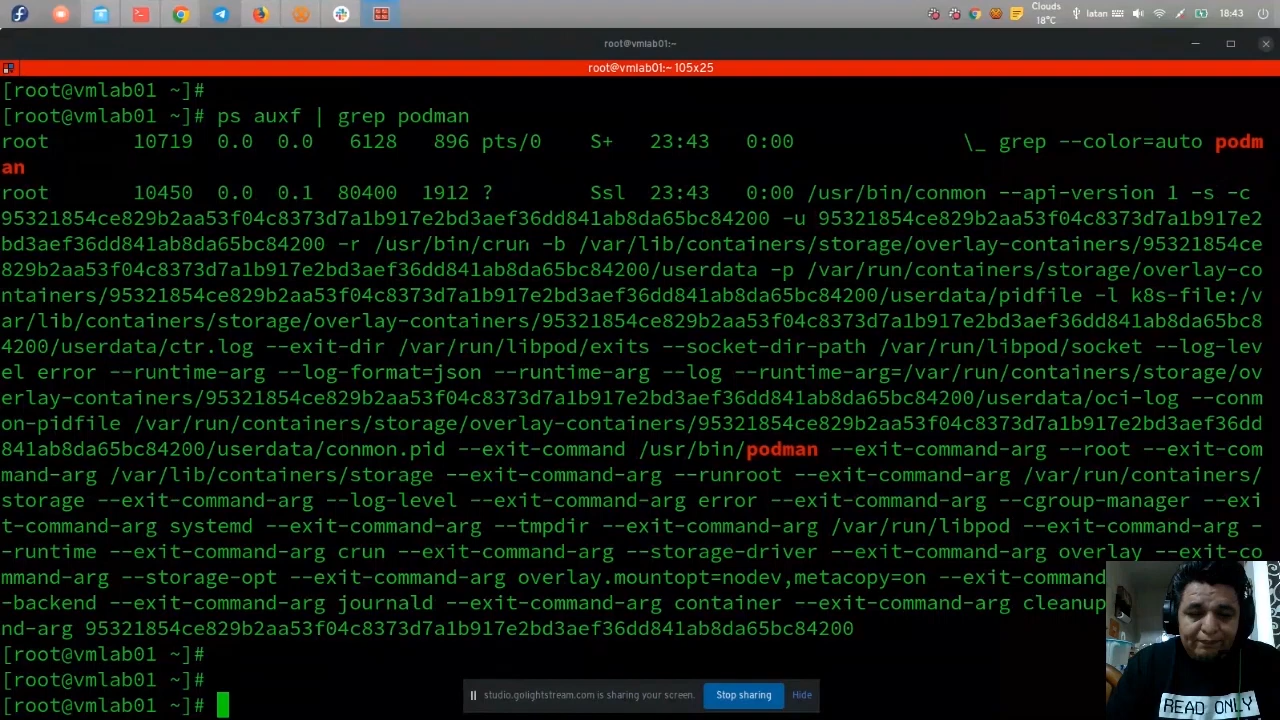 Clouds
18°C
latan
18:43
root@vmlab01:~
root@vmlab01:~ 105x25
[root@vmlab01 ~]#
[root@vmlab01 ~]# ps auxf | grep podman
root 10719 0.0 0.0 6128 896 pts/0 S+ 23:43 0:00 \_ grep --color=auto podm
an
root 10450 0.0 0.1 80400 1912 ? Ssl 23:43 0:00 /usr/bin/conmon --api-version 1 -s -c
95321854ce829b2aa53f04c8373d7a1b917e2bd3aef36dd841ab8da65bc84200 -u 95321854ce829b2aa53f04c8373d7a1b917e2
bd3aef36dd841ab8da65bc84200 -r /usr/bin/crun -b /var/lib/containers/storage/overlay-containers/95321854ce
829b2aa53f04c8373d7a1b917e2bd3aef36dd841ab8da65bc84200/userdata -p /var/run/containers/storage/overlay-co
ntainers/95321854ce829b2aa53f04c8373d7a1b917e2bd3aef36dd841ab8da65bc84200/userdata/pidfile -l k8s-file:/v
ar/lib/containers/storage/overlay-containers/95321854ce829b2aa53f04c8373d7a1b917e2bd3aef36dd841ab8da65bc8
4200/userdata/ctr.log --exit-dir /var/run/libpod/exits --socket-dir-path /var/run/libpod/socket --log-lev
el error --runtime-arg --log-format=json --runtime-arg --log --runtime-arg=/var/run/containers/storage/ov
erlay-containers/95321854ce829b2aa53f04c8373d7a1b917e2bd3aef36dd841ab8da65bc84200/userdata/oci-log --conm
on-pidfile /var/run/containers/storage/overlay-containers/95321854ce829b2aa53f04c8373d7a1b917e2bd3aef36dd
841ab8da65bc84200/userdata/conmon.pid --exit-command /usr/bin/podman --exit-command-arg --root --exit-com
mand-arg /var/lib/containers/storage --exit-command-arg --runroot --exit-command-arg /var/run/containers/
storage --exit-command-arg --log-level --exit-command-arg error --exit-command-arg --cgroup-manager --exi
t-command-arg systemd --exit-command-arg --tmpdir --exit-command-arg /var/run/libpod --exit-command-arg -
-runtime --exit-command-arg crun --exit-command-arg --storage-driver --exit-command-arg overlay --exit-co
mmand-arg --storage-opt --exit-command-arg overlay.mountopt=nodev,metacopy=on --exit-command
-backend --exit-command-arg journald --exit-command-arg container --exit-command-arg cleanup
nd-arg 95321854ce829b2aa53f04c8373d7a1b917e2bd3aef36dd841ab8da65bc84200
[root@vmlab01 ~]#
[root@vmlab01 ~]#
[root@vmlab01 ~]#
studio.golightstream.com is sharing your screen. Stop sharing Hide
READ ONLY